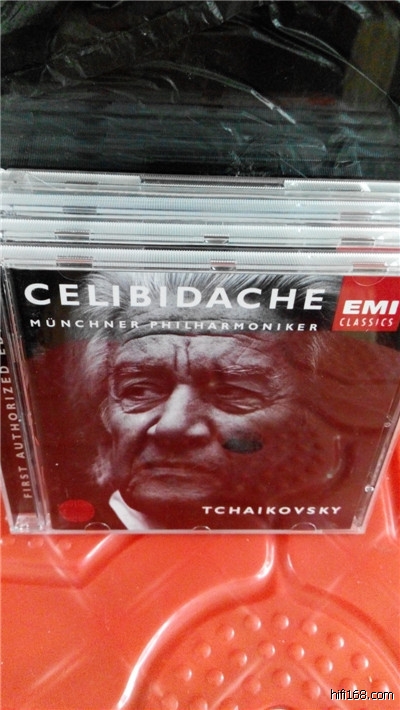 CELIBIDACHE
MÜNCHNER PHILHARMONIKER
EMI
CLASSICS
FIRST AUTHORIZED
TCHAIKOVSKY
hifi168.com